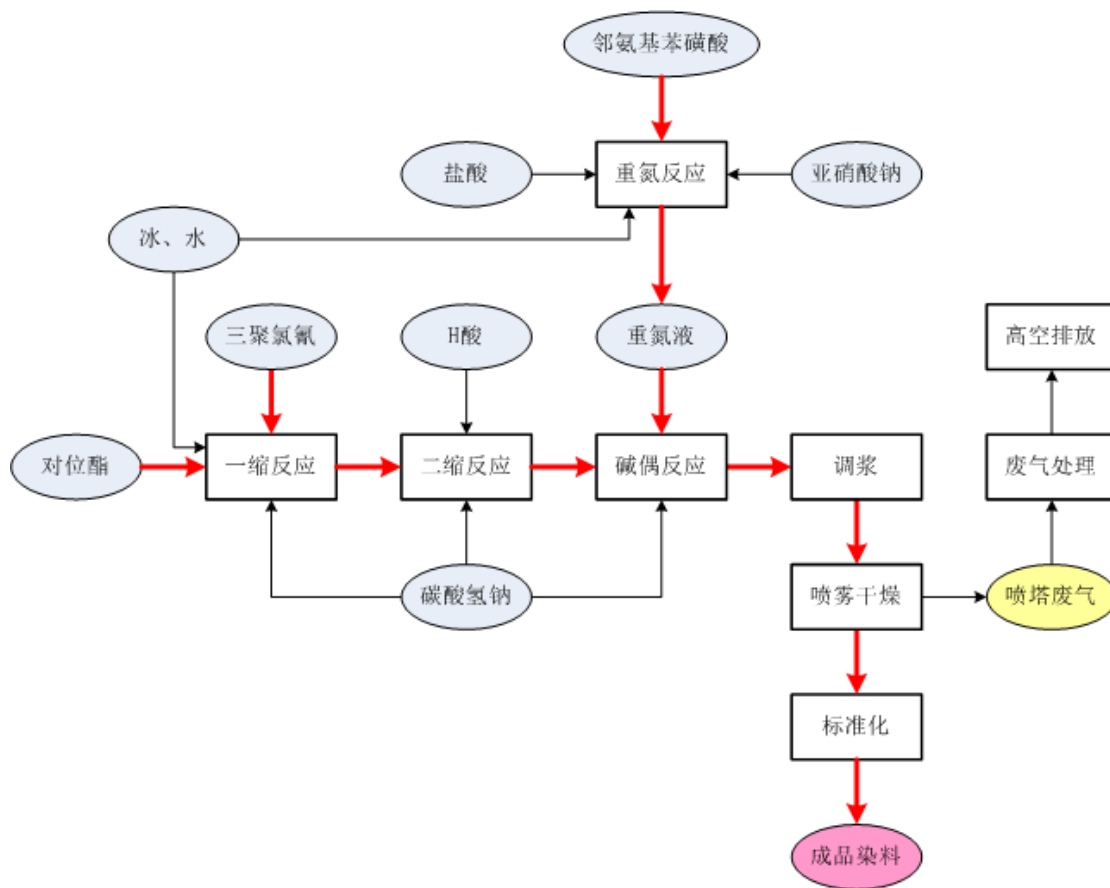 邻氨基苯磺酸
盐酸
重氮反应
亚硝酸钠
冰、水
三聚氯氰
H酸
重氮液
高空排放
对位酯
一缩反应
二缩反应
碱偶反应
调浆
废气处理
碳酸氢钠
喷雾干燥
喷塔废气
标准化
成品染料